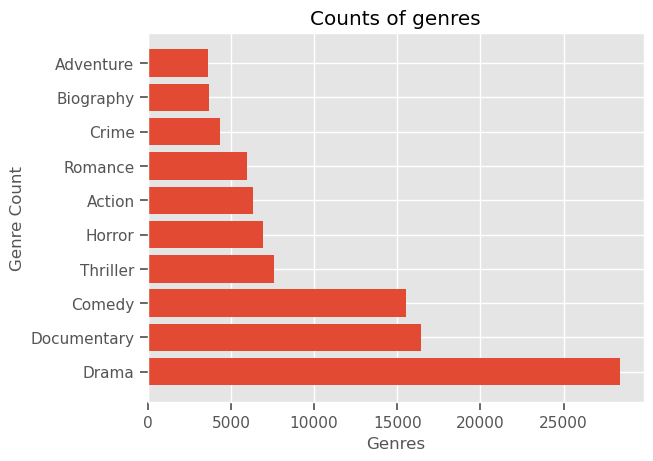 Counts of genres
Genre Count
Adventure
Biography
Crime
Romance
Action
Horror
Thriller
Comedy
Documentary
Drama
0 5000 10000 15000 20000 25000
Genres